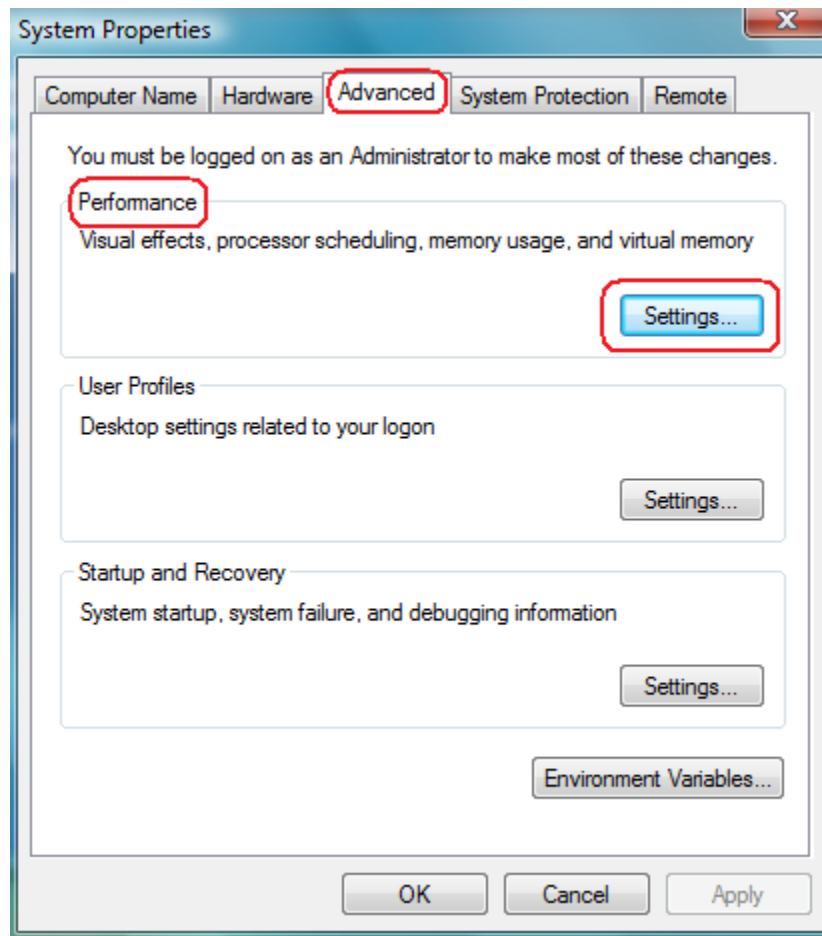 System Properties
Computer Name Hardware Advanced System Protection Remote
You must be logged on as an Administrator to make most of these changes.
Performance
Visual effects, processor scheduling, memory usage, and virtual memory
Settings...
User Profiles
Desktop settings related to your logon
Settings...
Startup and Recovery
System startup, system failure, and debugging information
Settings...
Environment Variables...
OK Cancel Apply